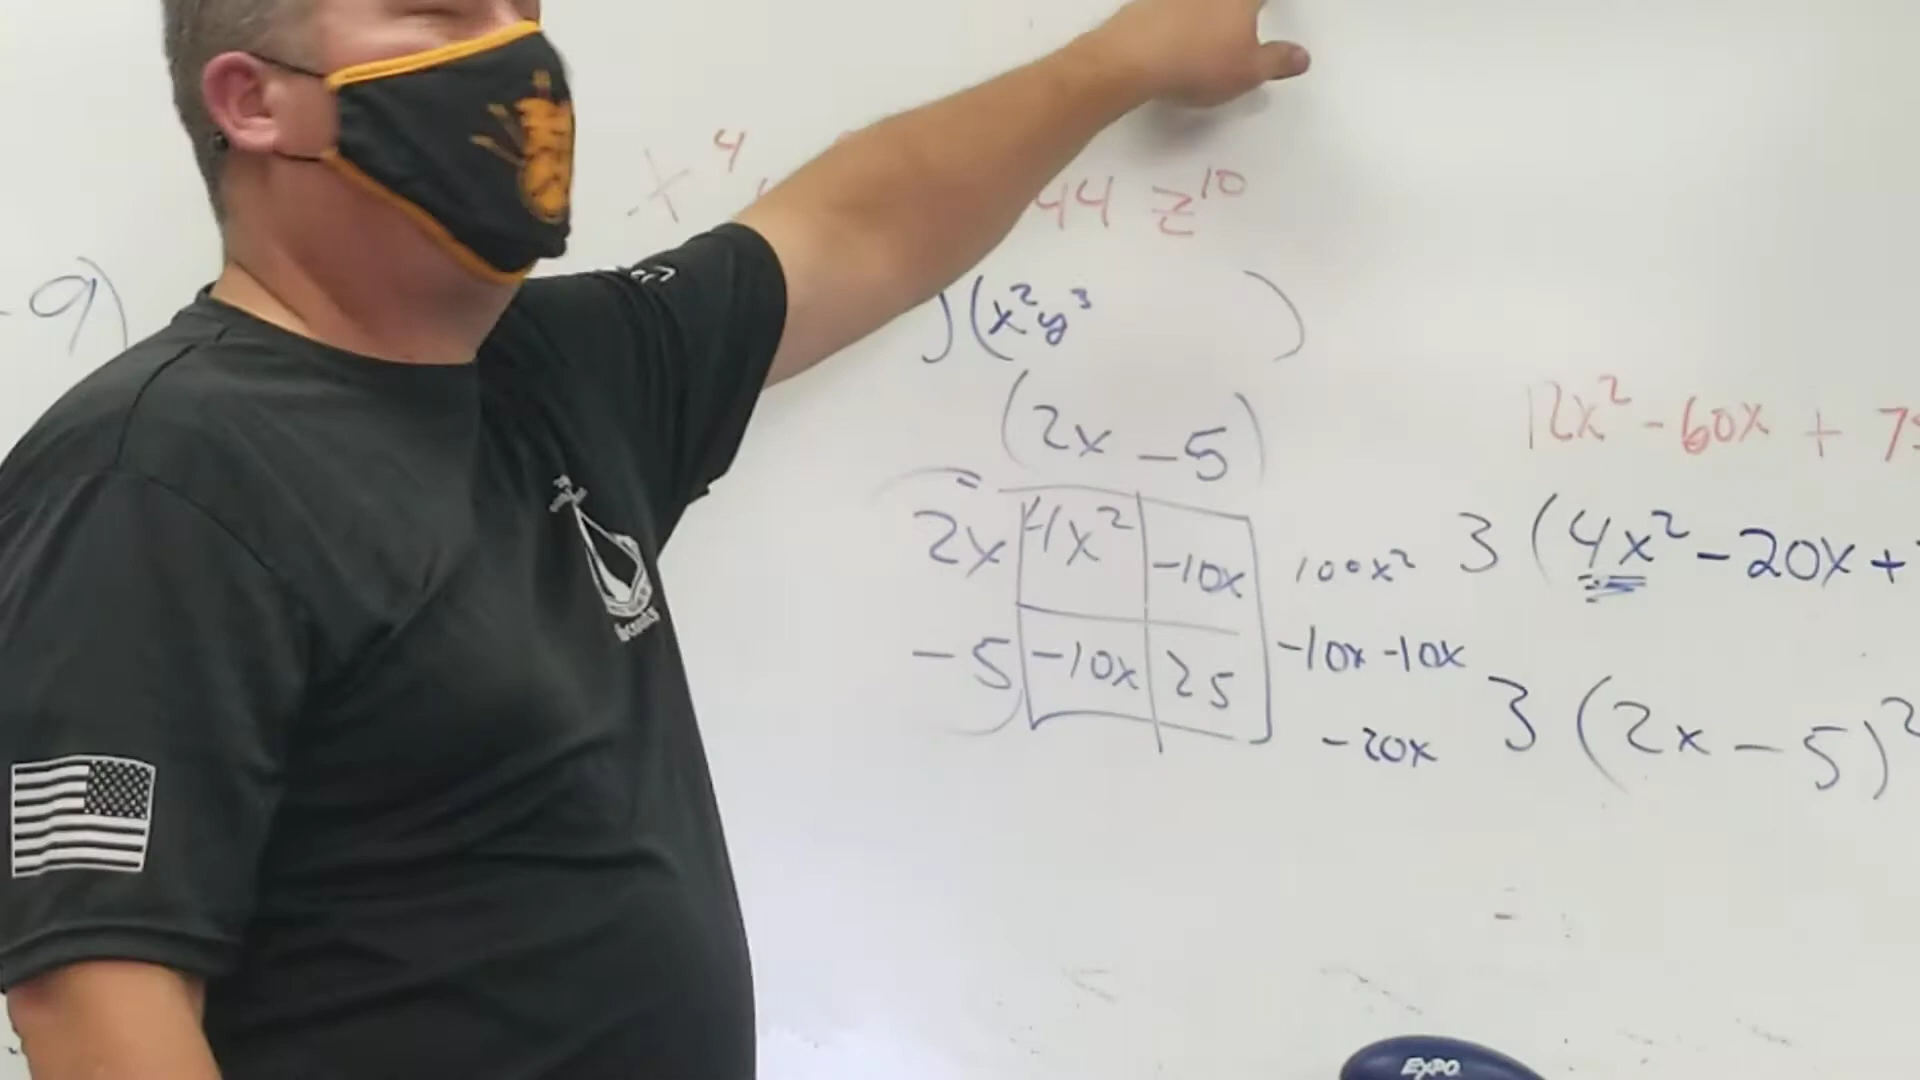 x⁴ 44 z¹⁰
- 9)
)(x²y³ )
(2x - 5)
12x² - 60x + 7
2x 4x² -10x 100x² 3 (4x² - 20x +
-5 -10x 25 -10x -10x
-20x 3 (2x - 5)²
EXPO